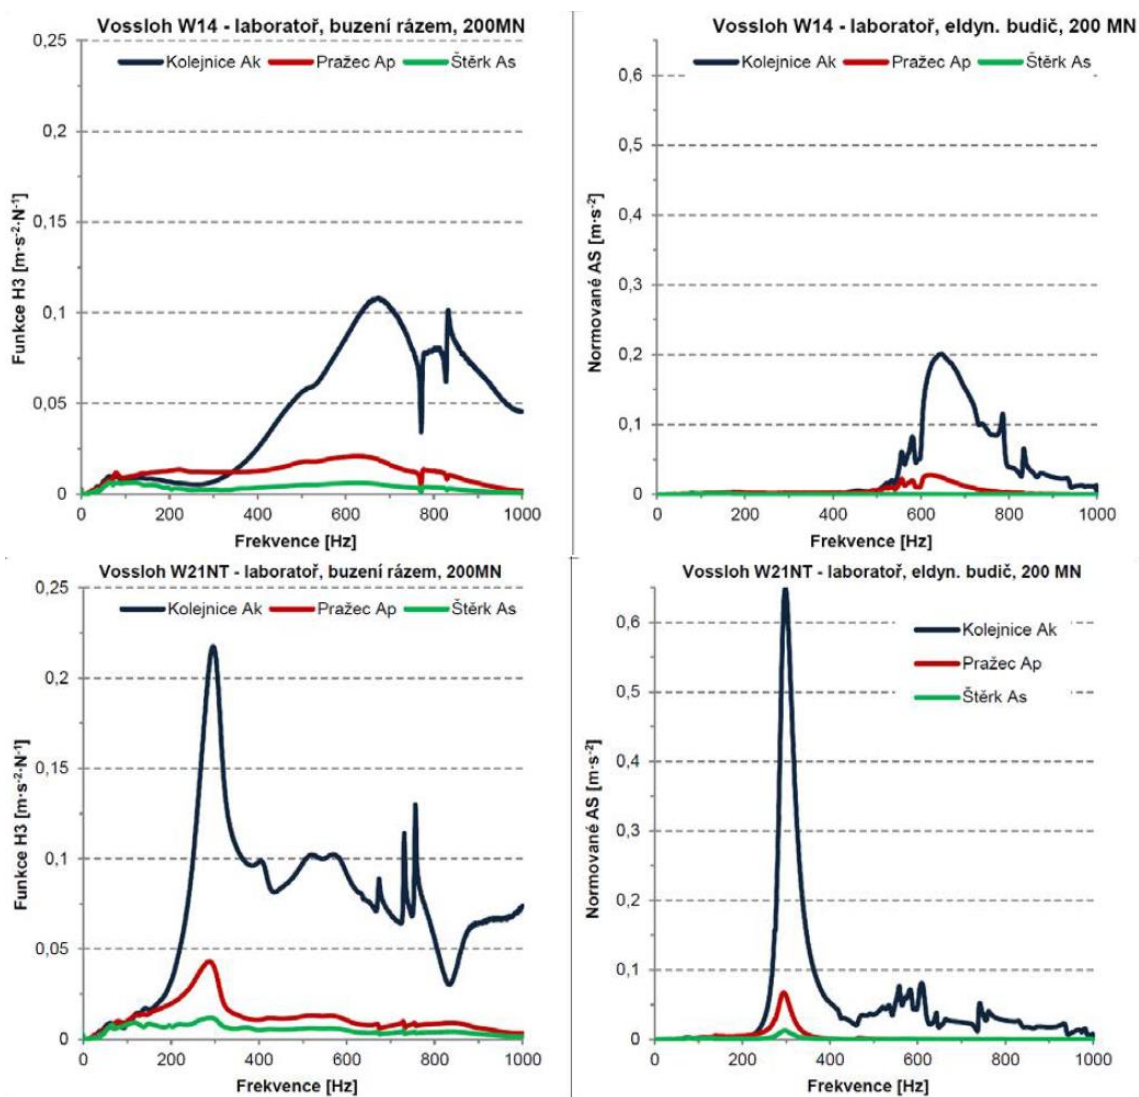 Vossloh W14 - laboratoř, buzení rázem, 200MN
Kolejnice Ak Pražec Ap Štěrk As
0,25
0,2
0,15
0,1
0,05
0
Funkce H3 [m·s-2·N-1]
0 200 400 600 800 1000
Frekvence [Hz]
Vossloh W14 - laboratoř, eldyn. budič, 200 MN
Kolejnice Ak Pražec Ap Štěrk As
0,6
0,5
0,4
0,3
0,2
0,1
0
Normované AS [m·s-2]
0 200 400 600 800 1000
Frekvence [Hz]
Vossloh W21NT - laboratoř, buzení rázem, 200MN
Kolejnice Ak Pražec Ap Štěrk As
0,25
0,2
0,15
0,1
0,05
0
Funkce H3 [m·s-2·N-1]
0 200 400 600 800 1000
Frekvence [Hz]
Vossloh W21NT - laboratoř, eldyn. budič, 200 MN
Kolejnice Ak
Pražec Ap
Štěrk As
0,6
0,5
0,4
0,3
0,2
0,1
0
Normované AS [m·s-2]
0 200 400 600 800 1000
Frekvence [Hz]